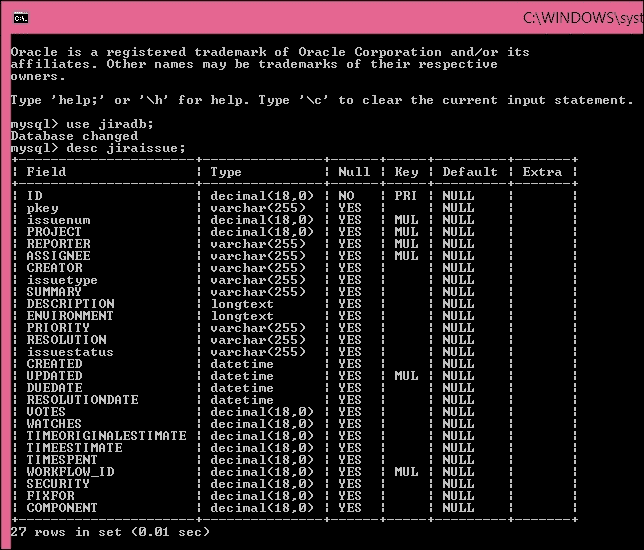 C:\WINDOWS\syst
Oracle is a registered trademark of Oracle Corporation and/or its
affiliates. Other names may be trademarks of their respective
owners.
Type 'help;' or '\h' for help. Type '\c' to clear the current input statement.
mysql> use jiradb;
Database changed
mysql> desc jiraissue;
+----------------------+---------------+------+-----+---------+-------+
| Field | Type | Null | Key | Default | Extra |
+----------------------+---------------+------+-----+---------+-------+
| ID | decimal(18,0) | NO | PRI | NULL | |
| pkey | varchar(255) | YES | | NULL | |
| issuenum | decimal(18,0) | YES | MUL | NULL | |
| PROJECT | decimal(18,0) | YES | MUL | NULL | |
| REPORTER | varchar(255) | YES | MUL | NULL | |
| ASSIGNEE | varchar(255) | YES | MUL | NULL | |
| CREATOR | varchar(255) | YES | | NULL | |
| issuetype | varchar(255) | YES | | NULL | |
| SUMMARY | varchar(255) | YES | | NULL | |
| DESCRIPTION | longtext | YES | | NULL | |
| ENVIRONMENT | longtext | YES | | NULL | |
| PRIORITY | varchar(255) | YES | | NULL | |
| RESOLUTION | varchar(255) | YES | | NULL | |
| issuestatus | varchar(255) | YES | | NULL | |
| CREATED | datetime | YES | | NULL | |
| UPDATED | datetime | YES | MUL | NULL | |
| DUEDATE | datetime | YES | | NULL | |
| RESOLUTIONDATE | datetime | YES | | NULL | |
| VOTES | decimal(18,0) | YES | | NULL | |
| WATCHES | decimal(18,0) | YES | | NULL | |
| TIMEORIGINALESTIMATE | decimal(18,0) | YES | | NULL | |
| TIMEESTIMATE | decimal(18,0) | YES | | NULL | |
| TIMESPENT | decimal(18,0) | YES | | NULL | |
| WORKFLOW_ID | decimal(18,0) | YES | MUL | NULL | |
| SECURITY | decimal(18,0) | YES | | NULL | |
| FIXFOR | decimal(18,0) | YES | | NULL | |
| COMPONENT | decimal(18,0) | YES | | NULL | |
+----------------------+---------------+------+-----+---------+-------+
27 rows in set (0.01 sec)